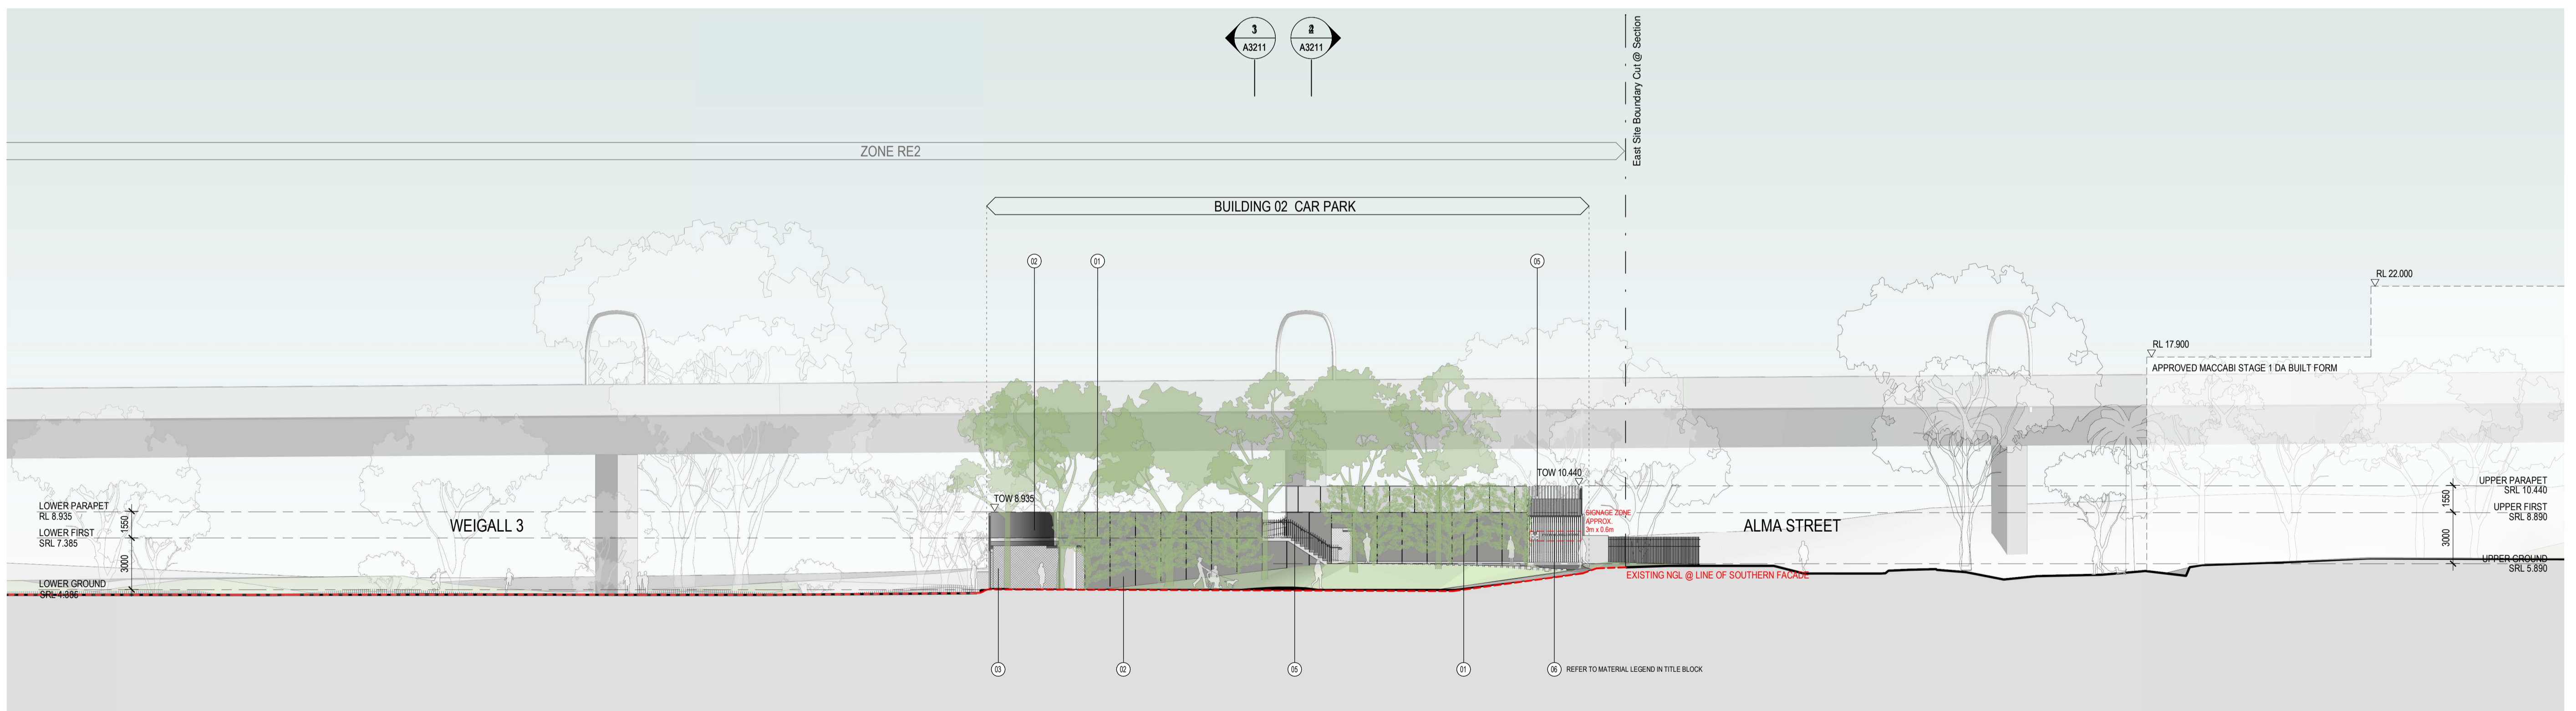 A3211
A3211
East Site Boundary Cut @ Section
ZONE RE2
BUILDING 02 CAR PARK
02
01
05
RL 22.000
RL 17.900
APPROVED MACCABI STAGE 1 DA BUILT FORM
TOW 10.440
TOW 8.935
UPPER PARAPET
SRL 10.440
LOWER PARAPET
RL 8.935
1550
1550
UPPER FIRST
SRL 8.890
SIGNAGE ZONE
APPROX.
3m x 0.6m
WEIGALL 3
ALMA STREET
LOWER FIRST
SRL 7.385
3000
3000
UPPER GROUND
SRL 5.890
EXISTING NGL @ LINE OF SOUTHERN FACADE
LOWER GROUND
SRL 4.385
03
02
05
01
06 REFER TO MATERIAL LEGEND IN TITLE BLOCK